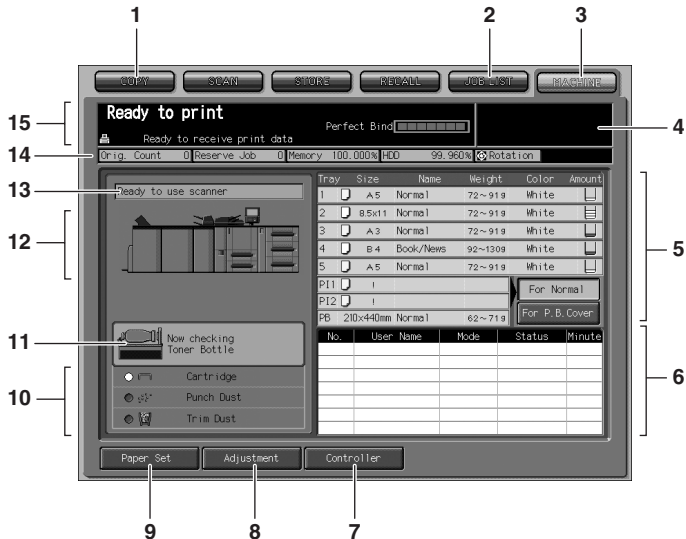 1 2 3
COPY SCAN STORE RECALL JOB LIST MACHINE
15 Ready to print
Perfect Bind
4
Ready to receive print data
14 Orig. Count 0 Reserve Job 0 Memory 100.000% HDD 99.960% Rotation
13 Ready to use scanner
Tray Size Name Weight Color Amount
1 A5 Normal 72~91g White
2 8.5x11 Normal 72~91g White
12
3 A3 Normal 72~91g White
4 B4 Book/News 92~130g White
5
5 A5 Normal 72~91g White
PI1 !
For Normal
PI2 !
PB 210x440mm Normal 62~71g
For P.B.Cover
11 Now checking
Toner Bottle
No. User Name Mode Status Minute
6
10
Cartridge
Punch Dust
Trim Dust
Paper Set Adjustment Controller
9 8 7